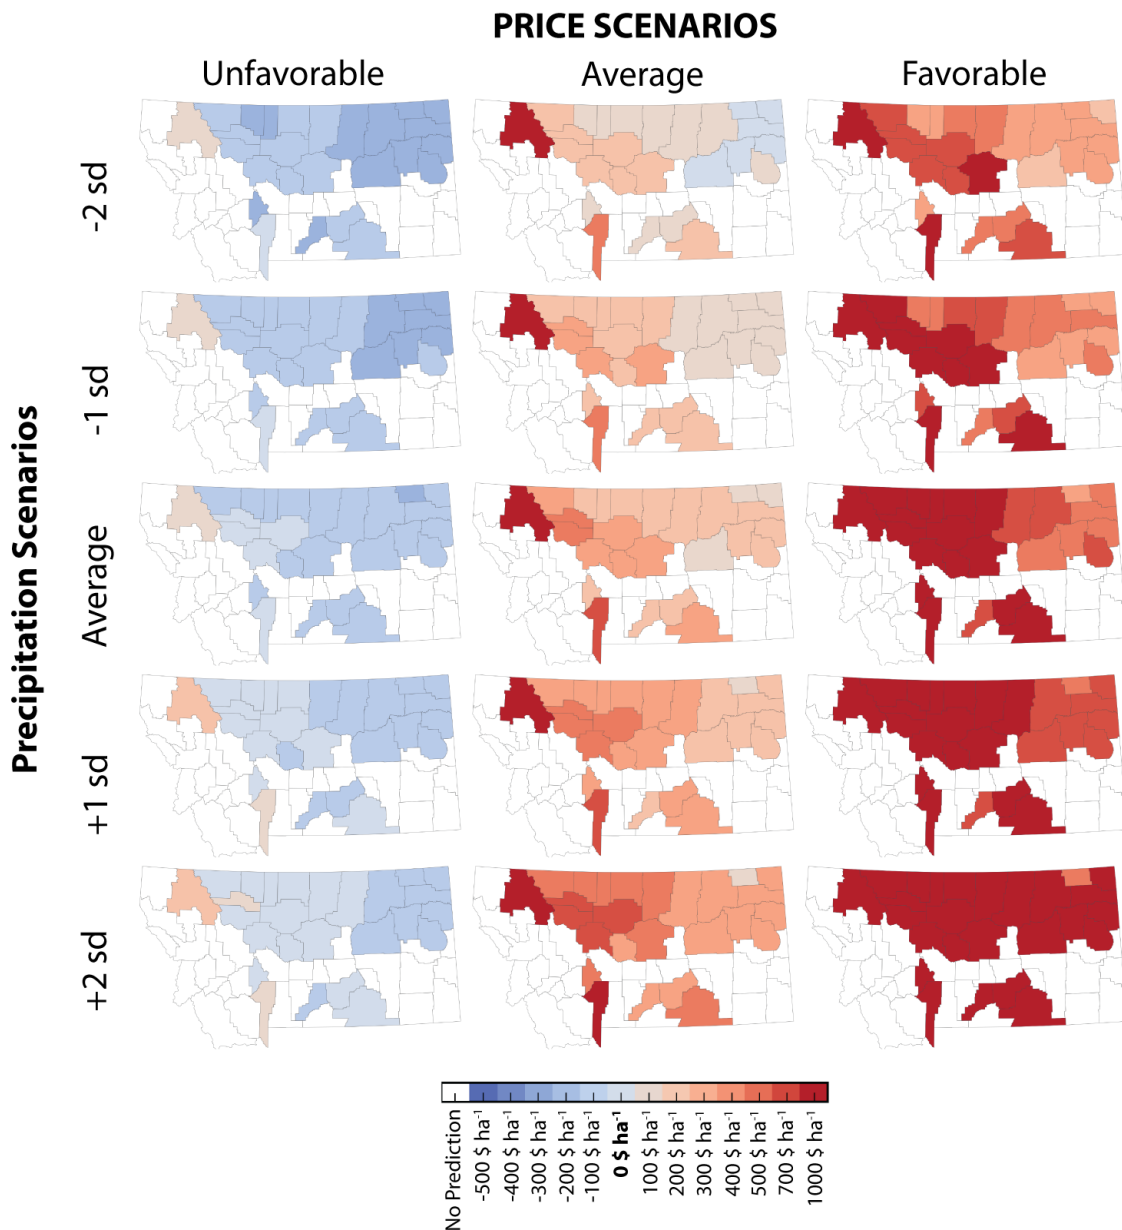 PRICE SCENARIOS
Unfavorable
Average
Favorable
Precipitation Scenarios
-2 sd
-1 sd
Average
+1 sd
+2 sd
No Prediction
-500 $ ha⁻¹
-400 $ ha⁻¹
-300 $ ha⁻¹
-200 $ ha⁻¹
-100 $ ha⁻¹
0 $ ha⁻¹
100 $ ha⁻¹
200 $ ha⁻¹
300 $ ha⁻¹
400 $ ha⁻¹
500 $ ha⁻¹
700 $ ha⁻¹
1000 $ ha⁻¹